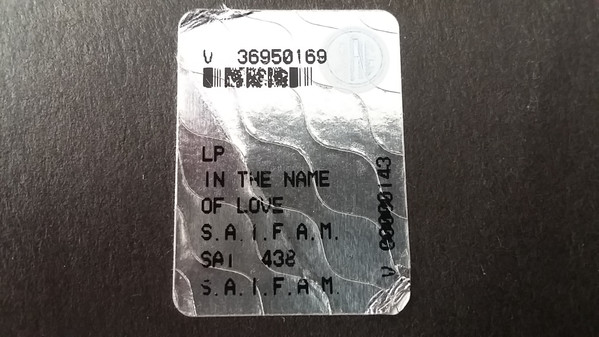 V 36950169
LP
IN THE NAME
OF LOVE
S.A.I.F.A.M.
SAI 438
S.A.I.F.A.M.